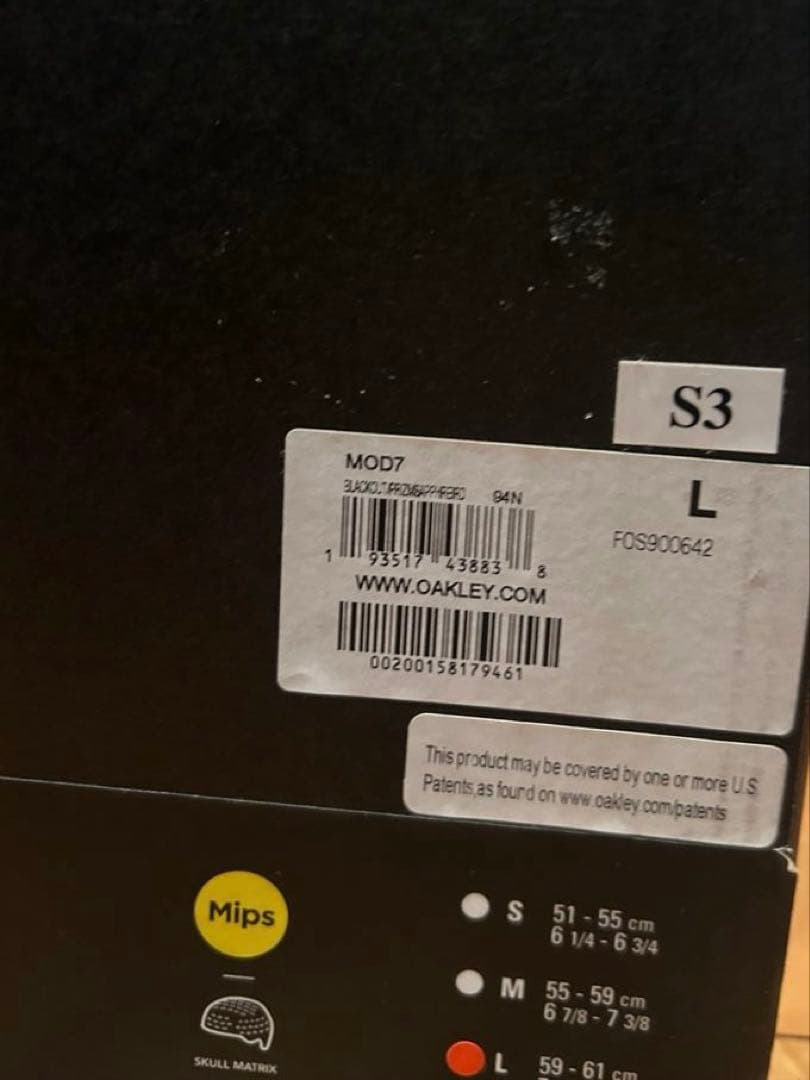 S3
MOD7
94N
L
FOS900642
1 93517 43883 8
WWW.OAKLEY.COM
00200158179461
This product may be covered by one or more U.S
Patents,as found on www.oakley.com/patents
Mips
SKULL MATRIX
S 51 - 55 cm
6 1/4 - 6 3/4
M 55 - 59 cm
6 7/8 - 7 3/8
L 59 - 61 cm